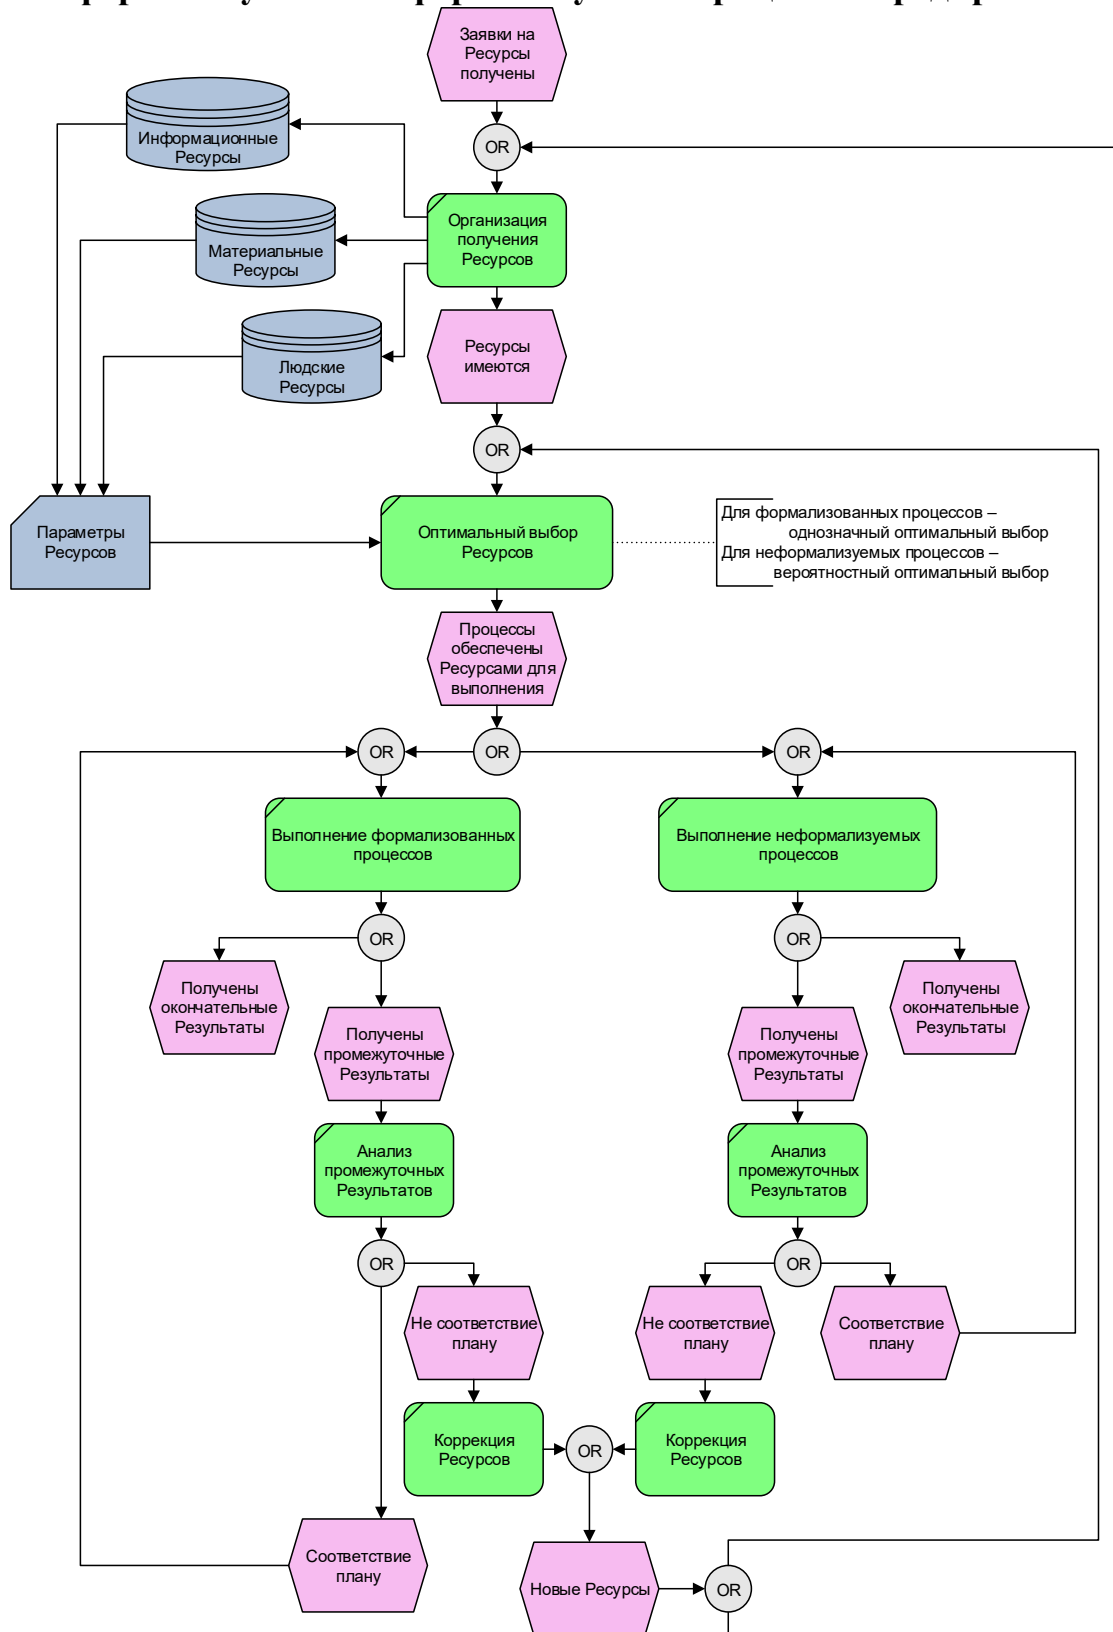 Заявки на
Ресурсы
получены
OR
Информационные
Ресурсы
Организация
получения
Ресурсов
Материальные
Ресурсы
Людские
Ресурсы
Ресурсы
имеются
OR
Параметры
Ресурсов
Оптимальный выбор
Ресурсов
Для формализованных процессов –
однозначный оптимальный выбор
Для неформализуемых процессов –
вероятностный оптимальный выбор
Процессы
обеспечены
Ресурсами для
выполнения
OR
OR
OR
Выполнение формализованных
процессов
Выполнение неформализуемых
процессов
OR
OR
Получены
окончательные
Результаты
Получены
промежуточные
Результаты
Получены
промежуточные
Результаты
Получены
окончательные
Результаты
Анализ
промежуточных
Результатов
Анализ
промежуточных
Результатов
OR
OR
Не соответствие
плану
Не соответствие
плану
Соответствие
плану
Коррекция
Ресурсов
OR
Коррекция
Ресурсов
Соответствие
плану
Новые Ресурсы
OR